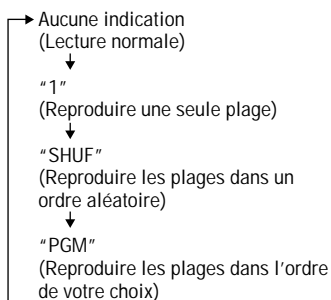 Aucune indication
(Lecture normale)
"1"
(Reproduire une seule plage)
"SHUF"
(Reproduire les plages dans un
ordre aléatoire)
"PGM"
(Reproduire les plages dans l'ordre
de votre choix)